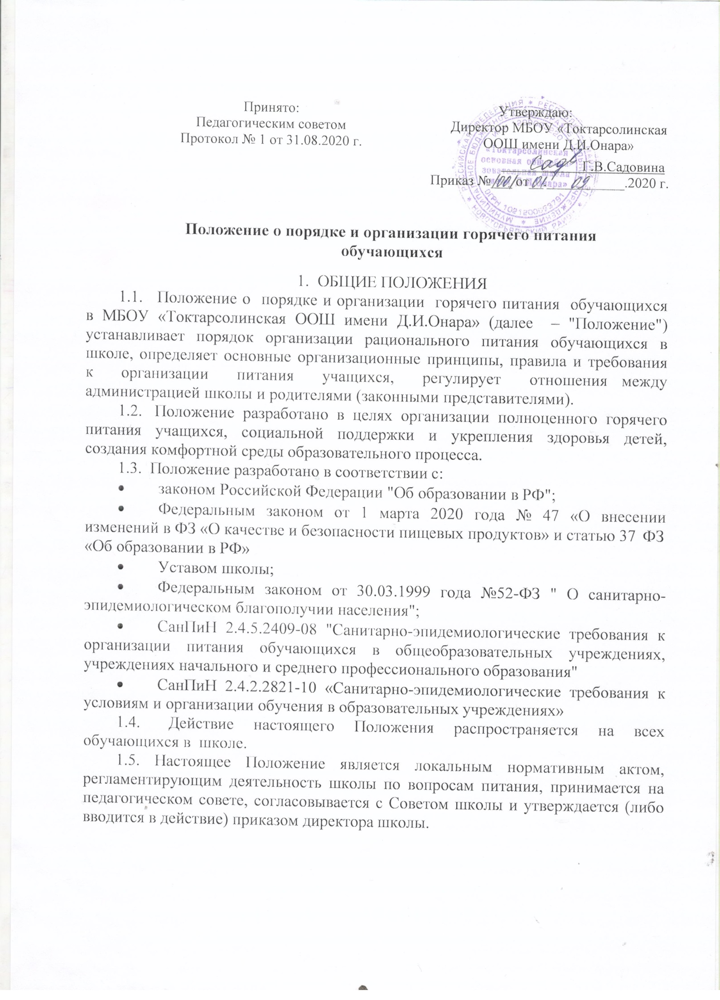 Принято:
Педагогическим советом
Протокол № 1 от 31.08.2020 г.
Утверждаю:
Директор МБОУ «Токтарсолинская
ООШ имени Д.И.Онара»
Г.В.Садовина
Приказ № от 01. 09 .2020 г.
«Токтарсолинская
основная общеобра-
зовательная школа
имени Д.И.Онара»
Положение о порядке и организации горячего питания
обучающихся
1. ОБЩИЕ ПОЛОЖЕНИЯ
1.1. Положение о порядке и организации горячего питания обучающихся
в МБОУ «Токтарсолинская ООШ имени Д.И.Онара» (далее – "Положение")
устанавливает порядок организации рационального питания обучающихся в
школе, определяет основные организационные принципы, правила и требования
к организации питания учащихся, регулирует отношения между
администрацией школы и родителями (законными представителями).
1.2. Положение разработано в целях организации полноценного горячего
питания учащихся, социальной поддержки и укрепления здоровья детей,
создания комфортной среды образовательного процесса.
1.3. Положение разработано в соответствии с:
• законом Российской Федерации "Об образовании в РФ";
• Федеральным законом от 1 марта 2020 года № 47 «О внесении
изменений в ФЗ «О качестве и безопасности пищевых продуктов» и статью 37 ФЗ
«Об образовании в РФ»
• Уставом школы;
• Федеральным законом от 30.03.1999 года №52-ФЗ " О санитарно-
эпидемиологическом благополучии населения";
• СанПиН 2.4.5.2409-08 "Санитарно-эпидемиологические требования к
организации питания обучающихся в общеобразовательных учреждениях,
учреждениях начального и среднего профессионального образования"
• СанПиН 2.4.2.2821-10 «Санитарно-эпидемиологические требования к
условиям и организации обучения в образовательных учреждениях»
1.4. Действие настоящего Положения распространяется на всех
обучающихся в школе.
1.5. Настоящее Положение является локальным нормативным актом,
регламентирующим деятельность школы по вопросам питания, принимается на
педагогическом совете, согласовывается с Советом школы и утверждается (либо
вводится в действие) приказом директора школы.